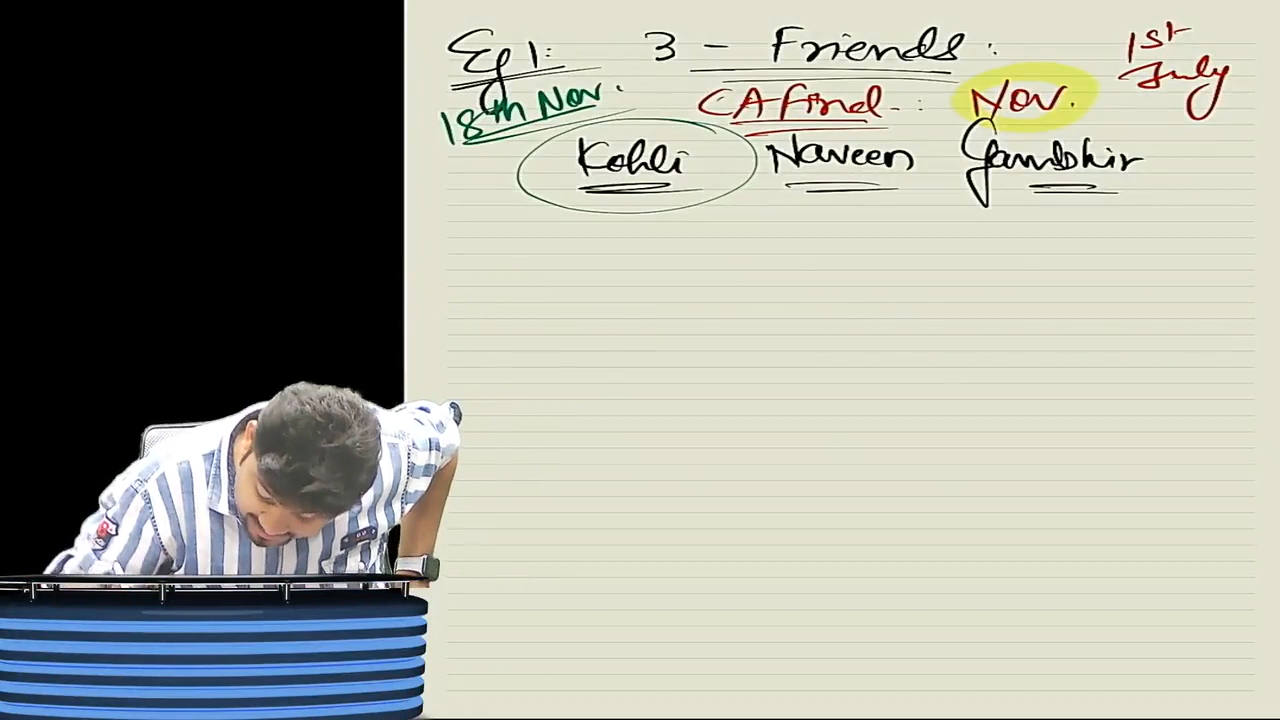 Eg 1: 3 - Friends: 1st July
18th Nov. CA Final: Nov.
Kohli Naveen Gambhir